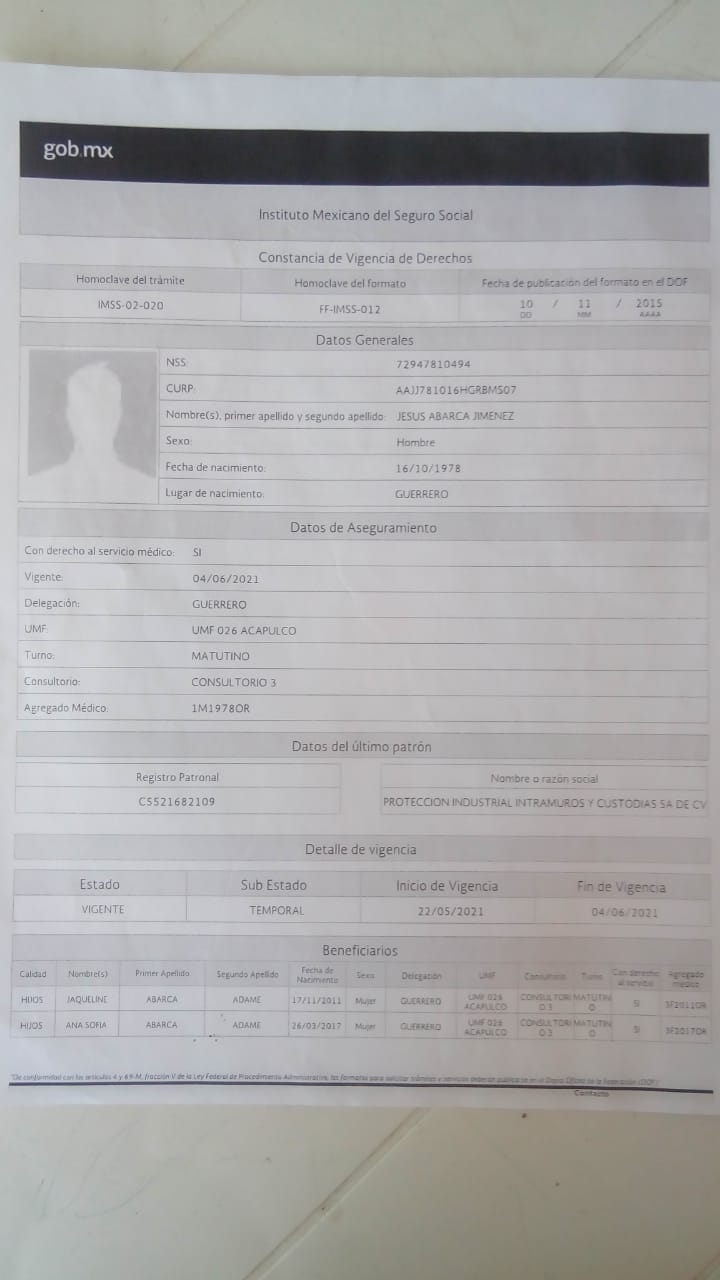 gob.mx
Instituto Mexicano del Seguro Social
Constancia de Vigencia de Derechos
Homoclave del trámite Homoclave del formato Fecha de publicación del formato en el DOF
IMSS-02-020 FF-IMSS-012 10 / 11 / 2015
DD MM AAAA
Datos Generales
NSS: 72947810494
CURP: AAJJ781016HGRBMS07
Nombre(s), primer apellido y segundo apellido: JESUS ABARCA JIMENEZ
Sexo: Hombre
Fecha de nacimiento: 16/10/1978
Lugar de nacimiento: GUERRERO
Datos de Aseguramiento
Con derecho al servicio médico: SI
Vigente: 04/06/2021
Delegación: GUERRERO
UMF: UMF 026 ACAPULCO
Turno: MATUTINO
Consultorio: CONSULTORIO 3
Agregado Médico: 1M1978OR
Datos del último patrón
Registro Patronal Nombre o razón social
C5521682109 PROTECCION INDUSTRIAL INTRAMUROS Y CUSTODIAS SA DE CV
Detalle de vigencia
Estado Sub Estado Inicio de Vigencia Fin de Vigencia
VIGENTE TEMPORAL 22/05/2021 04/06/2021
Beneficiarios
Calidad Nombre(s) Primer Apellido Segundo Apellido Fecha de Nacimiento Sexo Delegación UMF Consultorio Turno Con derecho al servicio Agregado médico
HIJOS JAQUELINE ABARCA ADAME 17/11/2011 Mujer GUERRERO UMF 026 ACAPULCO CONSULTORIO 3 MATUTINO SI 3F2011OR
HIJOS ANA SOFIA ABARCA ADAME 26/03/2017 Mujer GUERRERO UMF 026 ACAPULCO CONSULTORIO 3 MATUTINO SI 3F2017OR
"De conformidad con los artículos 4 y 69-M, fracción V de la Ley Federal de Procedimiento Administrativo, los formatos para solicitar trámites y servicios deberán publicarse en el Diario Oficial de la Federación (DOF)"
Contacto